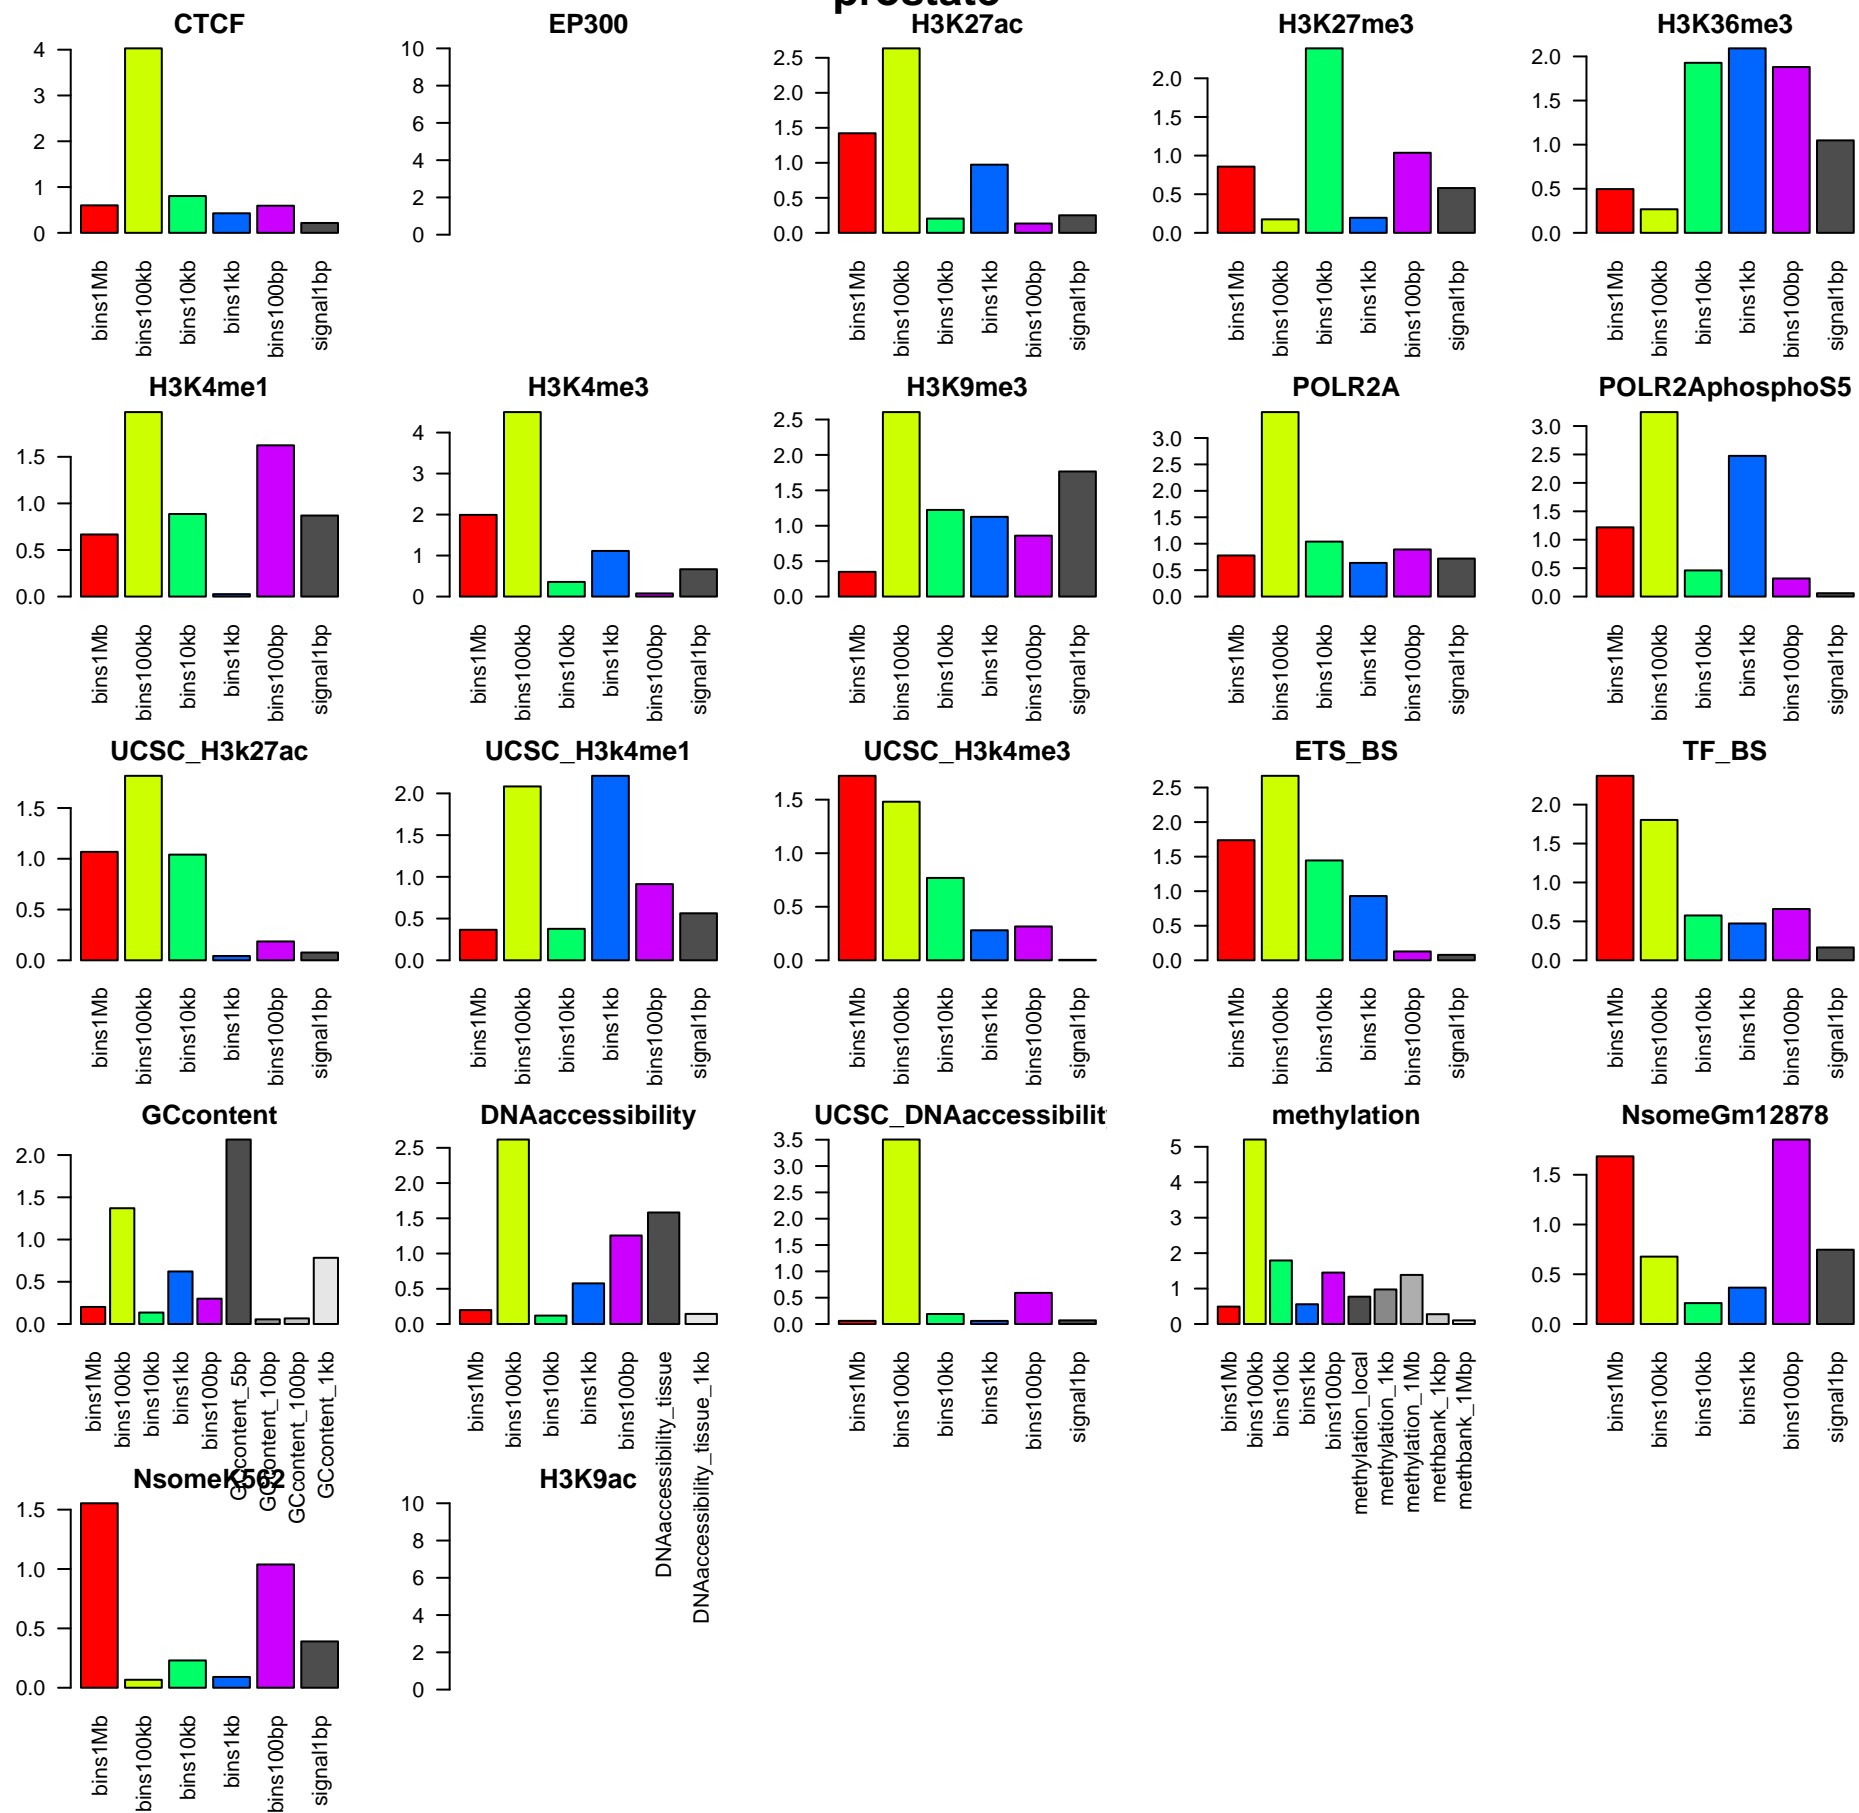 prostate
CTCF
4
3
2
1
0
bins1Mb
bins100kb
bins10kb
bins1kb
bins100bp
signal1bp
EP300
10
8
6
4
2
0
H3K27ac
2.5
2.0
1.5
1.0
0.5
0.0
bins1Mb
bins100kb
bins10kb
bins1kb
bins100bp
signal1bp
H3K27me3
2.0
1.5
1.0
0.5
0.0
bins1Mb
bins100kb
bins10kb
bins1kb
bins100bp
signal1bp
H3K36me3
2.0
1.5
1.0
0.5
0.0
bins1Mb
bins100kb
bins10kb
bins1kb
bins100bp
signal1bp
H3K4me1
1.5
1.0
0.5
0.0
bins1Mb
bins100kb
bins10kb
bins1kb
bins100bp
signal1bp
H3K4me3
4
3
2
1
0
bins1Mb
bins100kb
bins10kb
bins1kb
bins100bp
signal1bp
H3K9me3
2.5
2.0
1.5
1.0
0.5
0.0
bins1Mb
bins100kb
bins10kb
bins1kb
bins100bp
signal1bp
POLR2A
3.0
2.5
2.0
1.5
1.0
0.5
0.0
bins1Mb
bins100kb
bins10kb
bins1kb
bins100bp
signal1bp
POLR2AphosphoS5
3.0
2.5
2.0
1.5
1.0
0.5
0.0
bins1Mb
bins100kb
bins10kb
bins1kb
bins100bp
signal1bp
UCSC_H3k27ac
1.5
1.0
0.5
0.0
bins1Mb
bins100kb
bins10kb
bins1kb
bins100bp
signal1bp
UCSC_H3k4me1
2.0
1.5
1.0
0.5
0.0
bins1Mb
bins100kb
bins10kb
bins1kb
bins100bp
signal1bp
UCSC_H3k4me3
1.5
1.0
0.5
0.0
bins1Mb
bins100kb
bins10kb
bins1kb
bins100bp
signal1bp
ETS_BS
2.5
2.0
1.5
1.0
0.5
0.0
bins1Mb
bins100kb
bins10kb
bins1kb
bins100bp
signal1bp
TF_BS
2.0
1.5
1.0
0.5
0.0
bins1Mb
bins100kb
bins10kb
bins1kb
bins100bp
signal1bp
GCcontent
2.0
1.5
1.0
0.5
0.0
bins1Mb
bins100kb
bins10kb
bins1kb
bins100bp
GCcontent_5bp
GCcontent_10bp
GCcontent_100bp
GCcontent_1kb
DNAaccessibility
2.5
2.0
1.5
1.0
0.5
0.0
bins1Mb
bins100kb
bins10kb
bins1kb
bins100bp
DNAaccessibility_tissue
DNAaccessibility_tissue_1kb
UCSC_DNAaccessibilit
3.5
3.0
2.5
2.0
1.5
1.0
0.5
0.0
bins1Mb
bins100kb
bins10kb
bins1kb
bins100bp
signal1bp
methylation
5
4
3
2
1
0
bins1Mb
bins100kb
bins10kb
bins1kb
bins100bp
methylation_local
methylation_1kb
methylation_1Mb
methbank_1kbp
methbank_1Mbp
NsomeGm12878
1.5
1.0
0.5
0.0
bins1Mb
bins100kb
bins10kb
bins1kb
bins100bp
signal1bp
NsomeK562
1.5
1.0
0.5
0.0
bins1Mb
bins100kb
bins10kb
bins1kb
bins100bp
signal1bp
H3K9ac
10
8
6
4
2
0